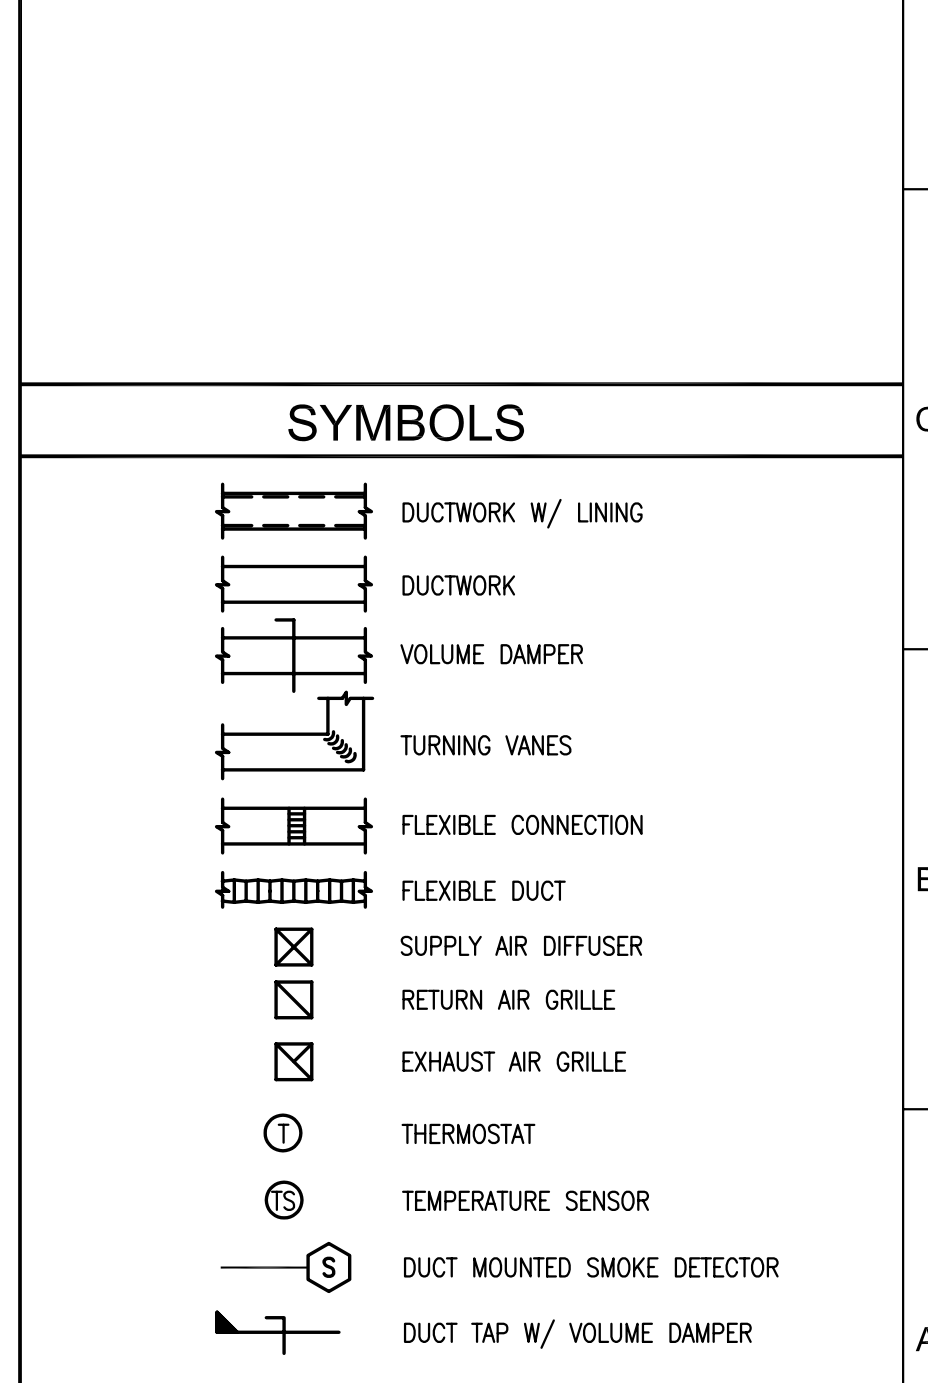 SYMBOLS
DUCTWORK W/ LINING
DUCTWORK
VOLUME DAMPER
TURNING VANES
FLEXIBLE CONNECTION
FLEXIBLE DUCT
SUPPLY AIR DIFFUSER
RETURN AIR GRILLE
EXHAUST AIR GRILLE
T THERMOSTAT
TS TEMPERATURE SENSOR
S DUCT MOUNTED SMOKE DETECTOR
DUCT TAP W/ VOLUME DAMPER
B
A